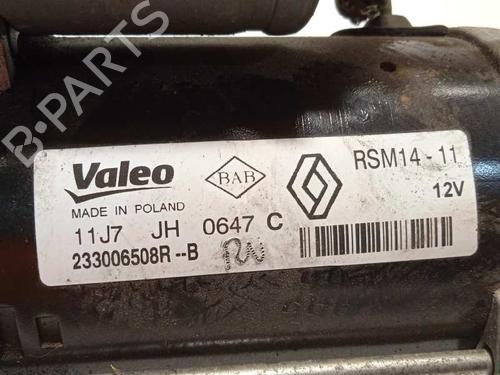 B-PARTS
Valeo
BAB
RSM14 - 11
12V
MADE IN POLAND
11J7 JH 0647 C
233006508R--B